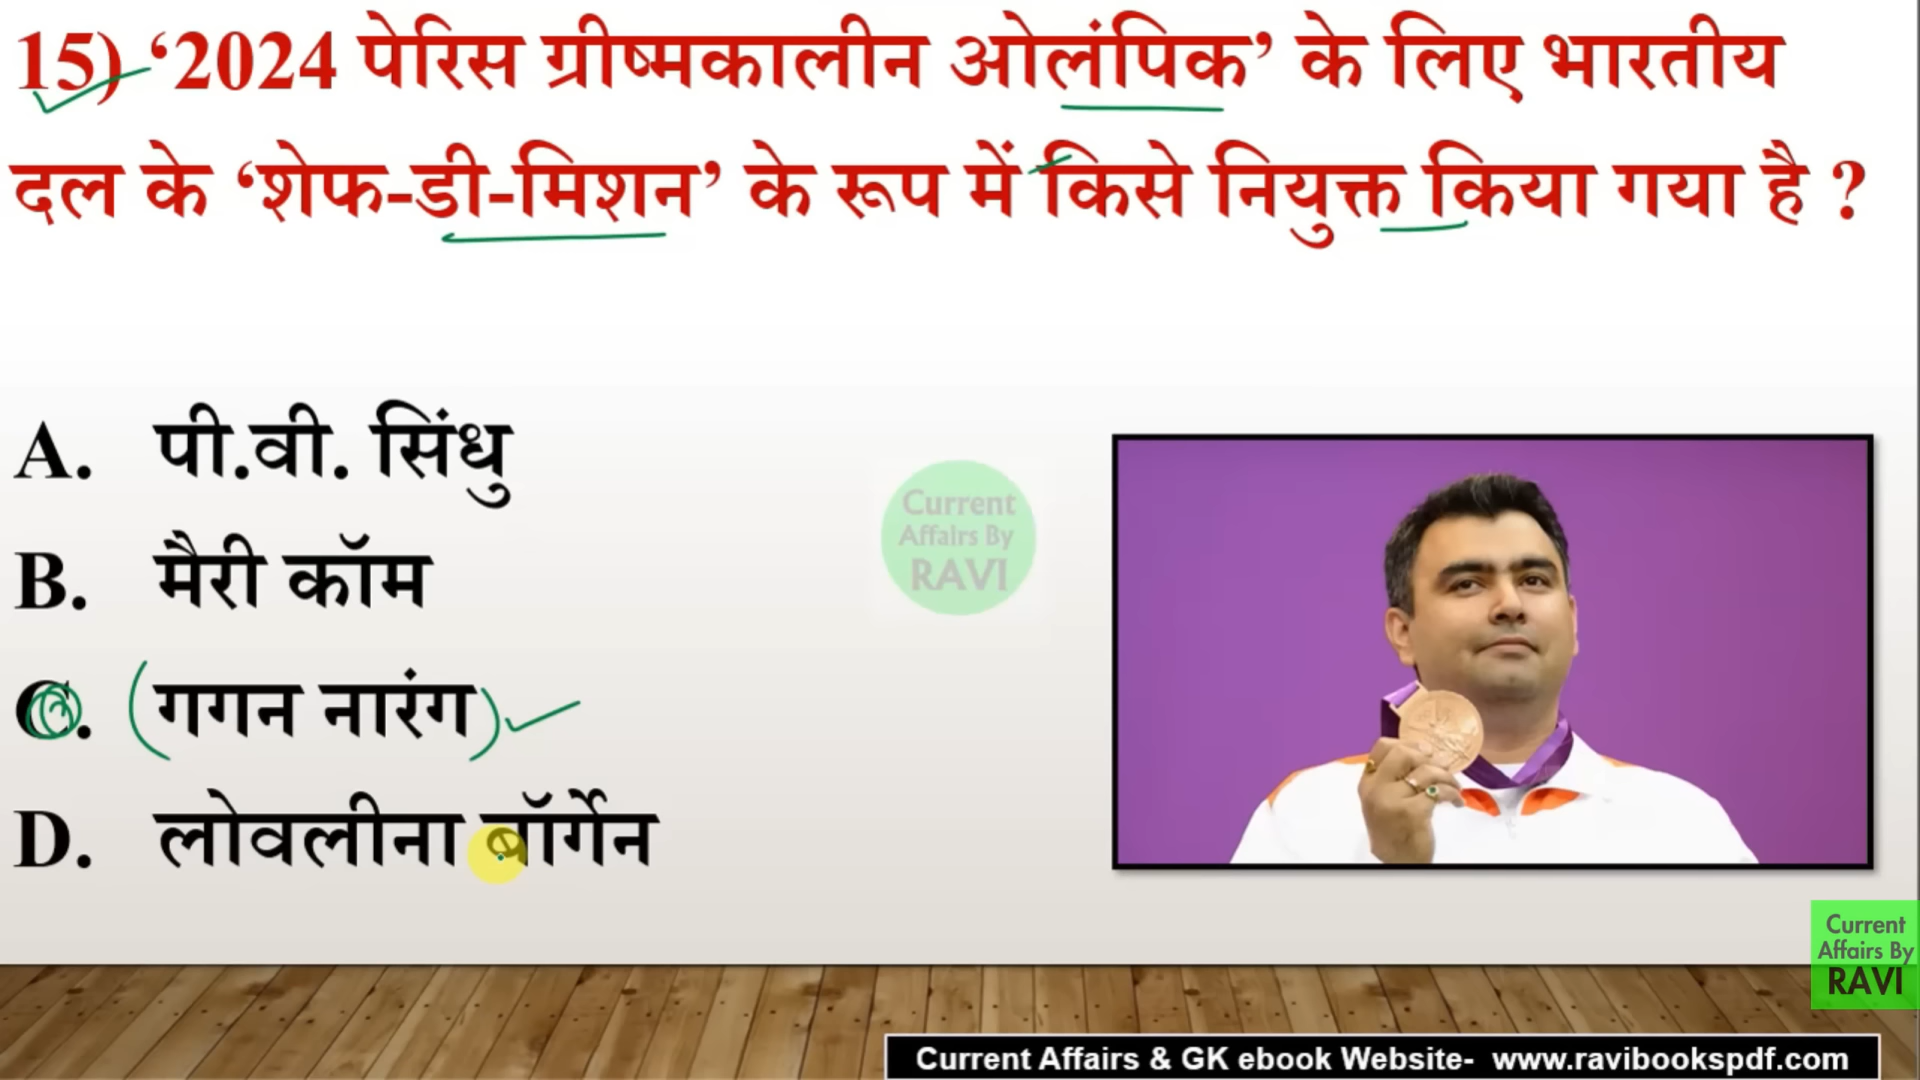 15) ‘2024 पेरिस ग्रीष्मकालीन ओलंपिक’ के लिए भारतीय
दल के ‘शेफ-डी-मिशन’ के रूप में किसे नियुक्त किया गया है ?
A. पी.वी. सिंधु
B. मैरी कॉम
C. (गगन नारंग)
D. लोवलीना बॉर्गेन
Current
Affairs By
RAVI
Current
Affairs By
RAVI
Current Affairs & GK ebook Website- www.ravibookspdf.com